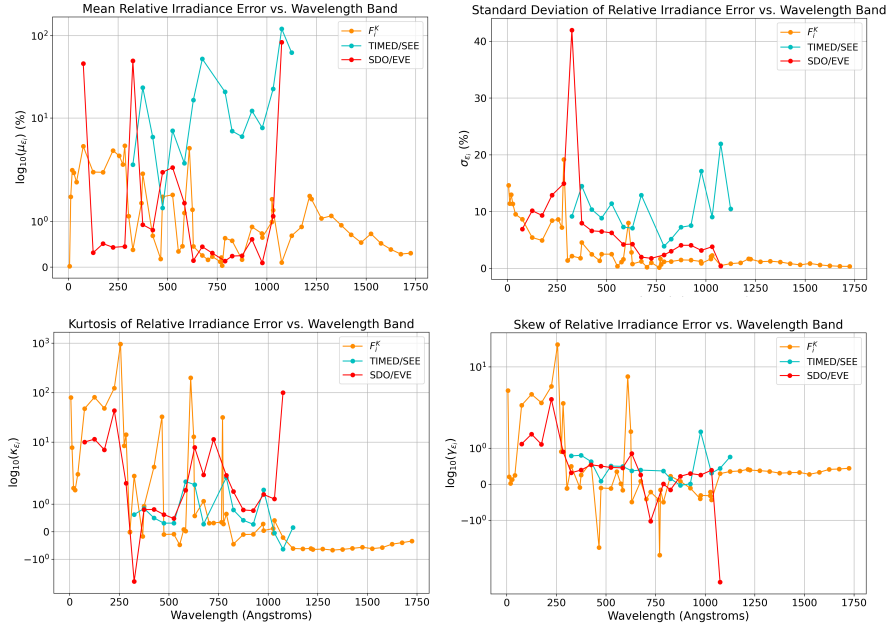 Mean Relative Irradiance Error vs. Wavelength Band
log₁₀(μ_εᵢ) (%)
10²
10¹
10⁰
0
F_i^K
TIMED/SEE
SDO/EVE
0 250 500 750 1000 1250 1500 1750
Standard Deviation of Relative Irradiance Error vs. Wavelength Band
σ_εᵢ (%)
40
30
20
10
0
F_i^K
TIMED/SEE
SDO/EVE
0 250 500 750 1000 1250 1500 1750
Kurtosis of Relative Irradiance Error vs. Wavelength Band
log₁₀(κ_εᵢ)
10³
10²
10¹
10⁰
0
−10⁰
F_i^K
TIMED/SEE
SDO/EVE
0 250 500 750 1000 1250 1500 1750
Wavelength (Angstroms)
Skew of Relative Irradiance Error vs. Wavelength Band
log₁₀(γ_εᵢ)
10¹
10⁰
0
−10⁰
F_i^K
TIMED/SEE
SDO/EVE
0 250 500 750 1000 1250 1500 1750
Wavelength (Angstroms)